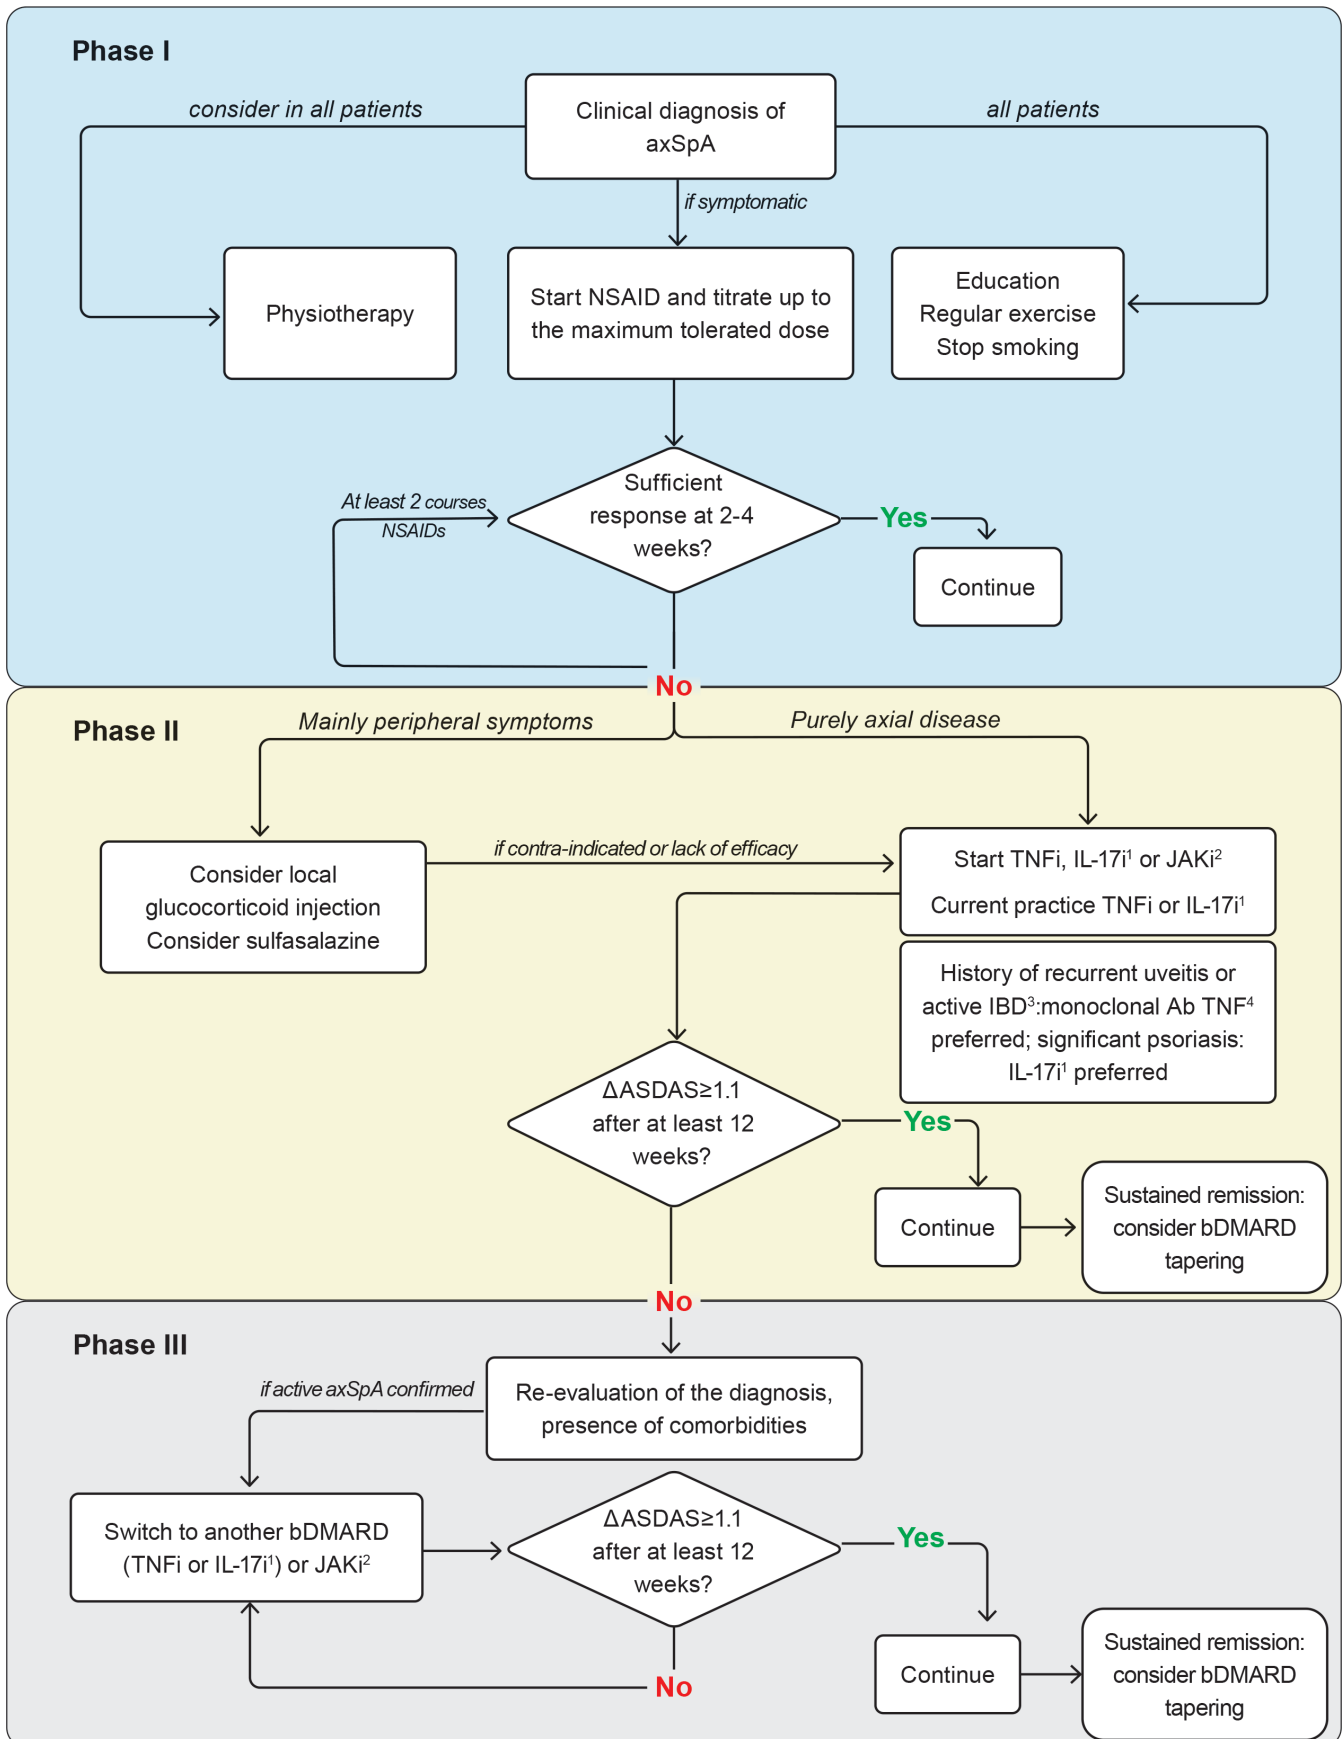 Phase I
consider in all patients
Clinical diagnosis of
axSpA
all patients
if symptomatic
Physiotherapy
Start NSAID and titrate up to
the maximum tolerated dose
Education
Regular exercise
Stop smoking
At least 2 courses
NSAIDs
Sufficient
response at 2-4
weeks?
Yes
Continue
No
Phase II
Mainly peripheral symptoms
Purely axial disease
Consider local
glucocorticoid injection
Consider sulfasalazine
if contra-indicated or lack of efficacy
Start TNFi, IL-17i¹ or JAKi²
Current practice TNFi or IL-17i¹
History of recurrent uveitis or
active IBD³:monoclonal Ab TNF⁴
preferred; significant psoriasis:
IL-17i¹ preferred
ΔASDAS≥1.1
after at least 12
weeks?
Yes
Continue
Sustained remission:
consider bDMARD
tapering
No
Phase III
if active axSpA confirmed
Re-evaluation of the diagnosis,
presence of comorbidities
Switch to another bDMARD
(TNFi or IL-17i¹) or JAKi²
ΔASDAS≥1.1
after at least 12
weeks?
Yes
Continue
Sustained remission:
consider bDMARD
tapering
No